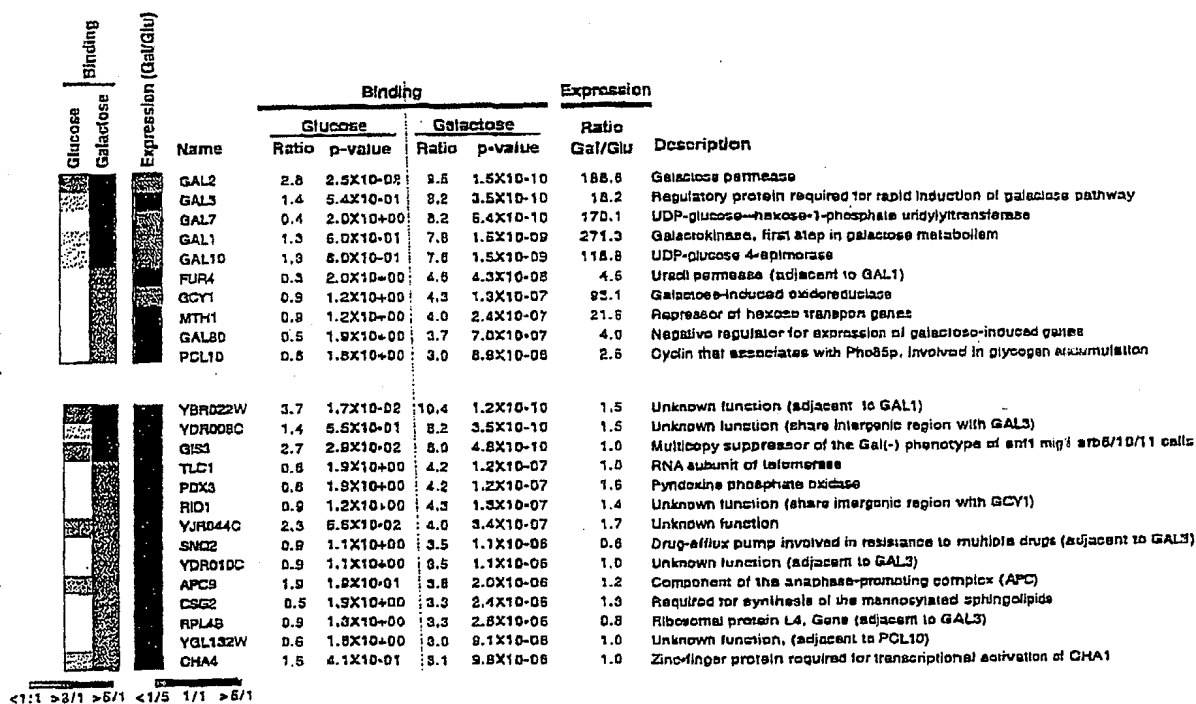 Binding
Glucose
Galactose
Expression (Gal/Glu)
Binding Expression
Glucose Galactose Ratio
Name Ratio p-value Ratio p-value Gal/Glu Description
GAL2 2.8 2.5X10-02 9.5 1.5X10-10 188.6 Galactose permease
GAL3 1.4 5.4X10-01 8.2 3.5X10-10 18.2 Regulatory protein required for rapid induction of galactose pathway
GAL7 0.4 2.0X10+00 8.2 6.4X10-10 170.1 UDP-glucose--hexose-1-phosphate uridylyltransferase
GAL1 1.3 6.0X10-01 7.8 1.5X10-09 271.3 Galactokinase, first step in galactose metabolism
GAL10 1.3 6.0X10-01 7.8 1.5X10-09 118.8 UDP-glucose 4-epimerase
FUR4 0.3 2.0X10+00 4.6 4.3X10-08 4.6 Uracil permease (adjacent to GAL1)
GCY1 0.9 1.2X10+00 4.3 1.3X10-07 93.1 Galactose-induced oxidoreductase
MTH1 0.9 1.2X10+00 4.0 2.4X10-07 21.6 Repressor of hexose transport genes
GAL80 0.5 1.9X10+00 3.7 7.0X10-07 4.0 Negative regulator for expression of galactose-induced genes
PCL10 1.8X10+00 3.0 8.9X10-06 2.6 Cyclin that associates with Pho85p, involved in glycogen accumulation
YBR022W 3.7 1.7X10-02 10.4 1.2X10-10 1.5 Unknown function (adjacent to GAL1)
YDR008C 1.4 5.5X10-01 8.2 3.5X10-10 1.5 Unknown function (share intergenic region with GAL3)
GIS3 2.7 2.9X10-02 8.0 4.8X10-10 1.0 Multicopy suppressor of the Gal(-) phenotype of snf1 mig1 srb8/10/11 cells
TLC1 0.6 1.9X10+00 4.2 1.2X10-07 1.0 RNA subunit of telomerase
PDX3 0.6 1.9X10+00 4.2 1.2X10-07 1.6 Pyridoxine phosphate oxidase
RIO1 0.9 1.2X10+00 4.3 1.3X10-07 1.4 Unknown function (share intergenic region with GCY1)
YJR044C 2.3 6.6X10-02 4.0 3.4X10-07 1.7 Unknown function
SNQ2 0.9 1.1X10+00 3.5 1.1X10-06 0.6 Drug-efflux pump involved in resistance to multiple drugs (adjacent to GAL3)
YDR010C 0.9 1.1X10+00 3.5 1.1X10-06 1.0 Unknown function (adjacent to GAL3)
APC9 1.9 1.9X10-01 3.6 2.0X10-06 1.2 Component of the anaphase-promoting complex (APC)
CSG2 0.5 1.9X10+00 3.3 2.4X10-06 1.3 Required for synthesis of the mannosylated sphingolipids
RPL4B 0.9 1.3X10+00 3.3 2.6X10-06 0.8 Ribosomal protein L4, Gene (adjacent to GAL3)
YGL132W 0.6 1.8X10+00 3.0 9.1X10-06 1.0 Unknown function, (adjacent to PCL10)
CHA4 1.5 4.1X10-01 3.1 9.8X10-06 1.0 Zinc-finger protein required for transcriptional activation of CHA1
<1:1 >3/1 >5/1 <1/5 1/1 >5/1